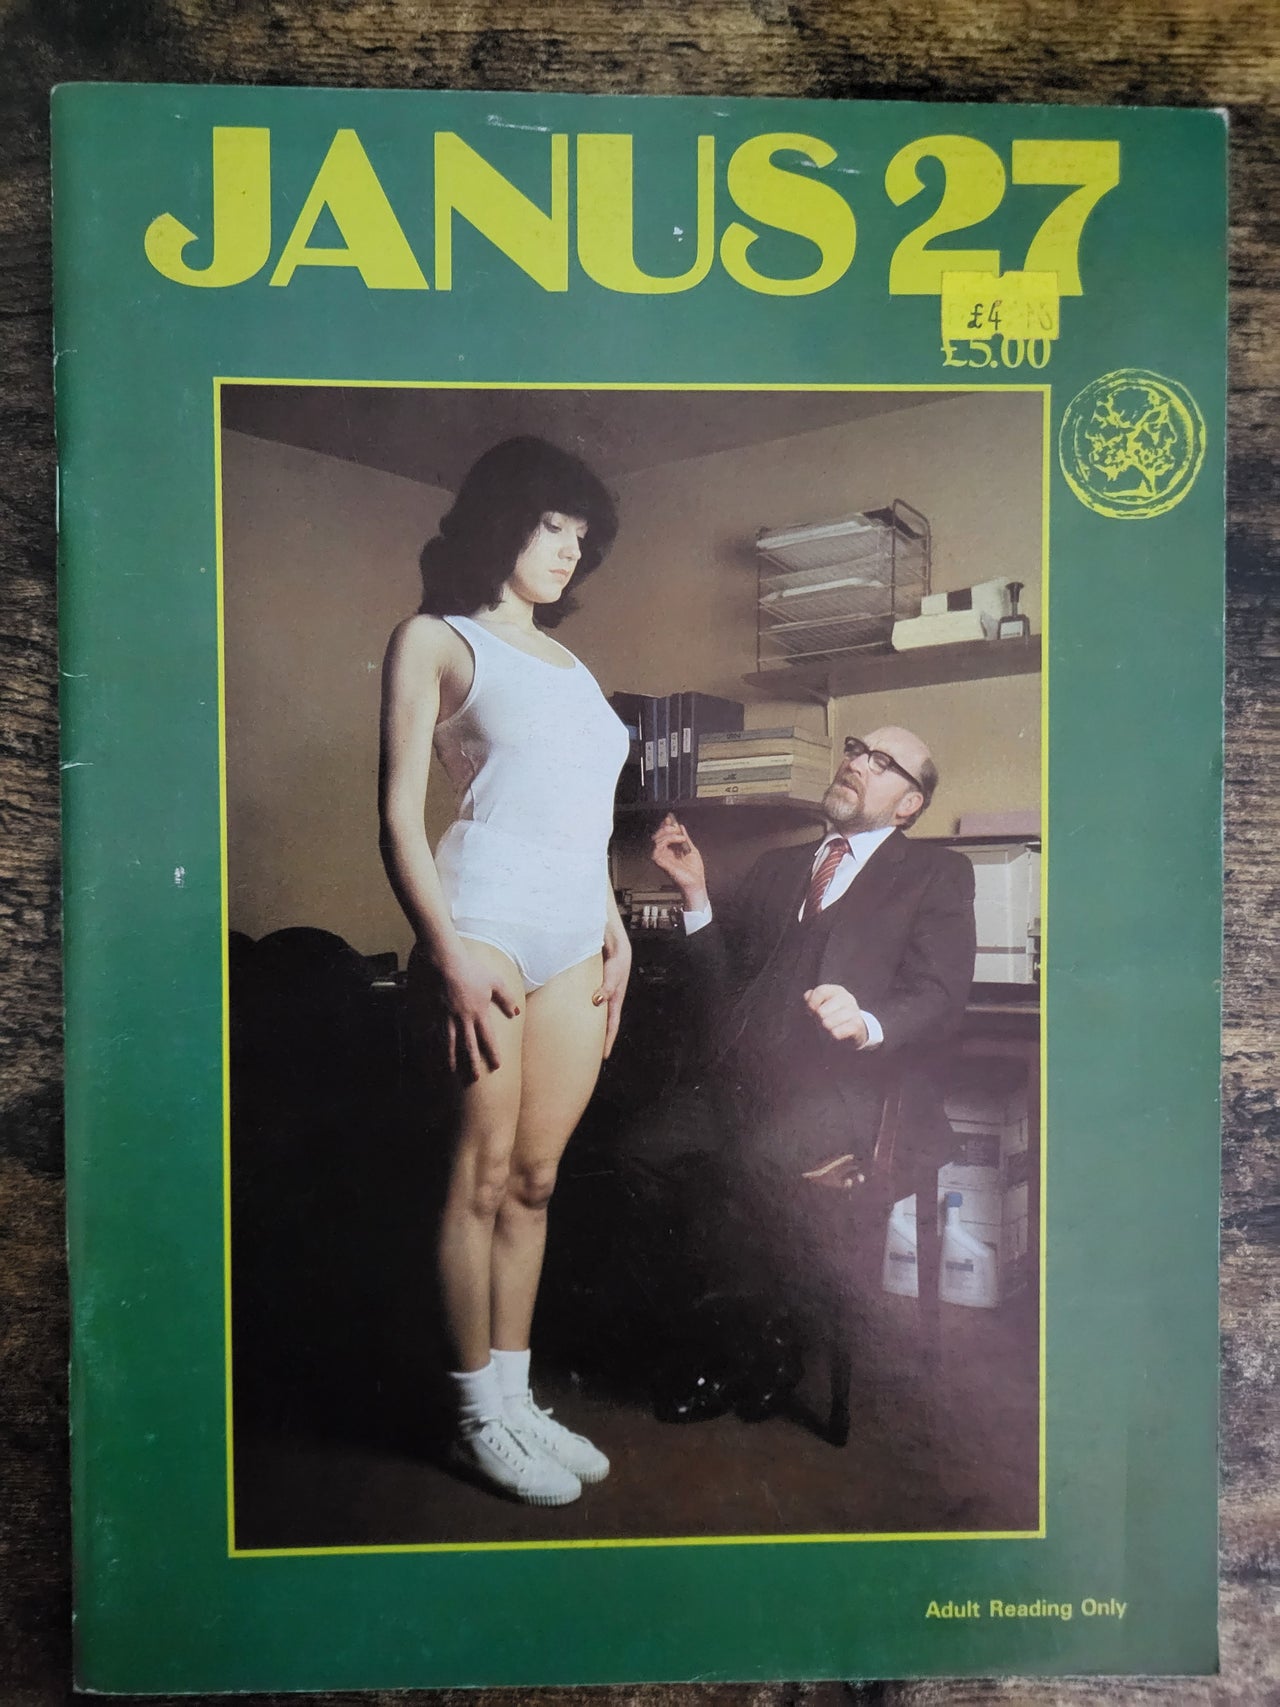 JANUS 27
£4
£5.00
Adult Reading Only